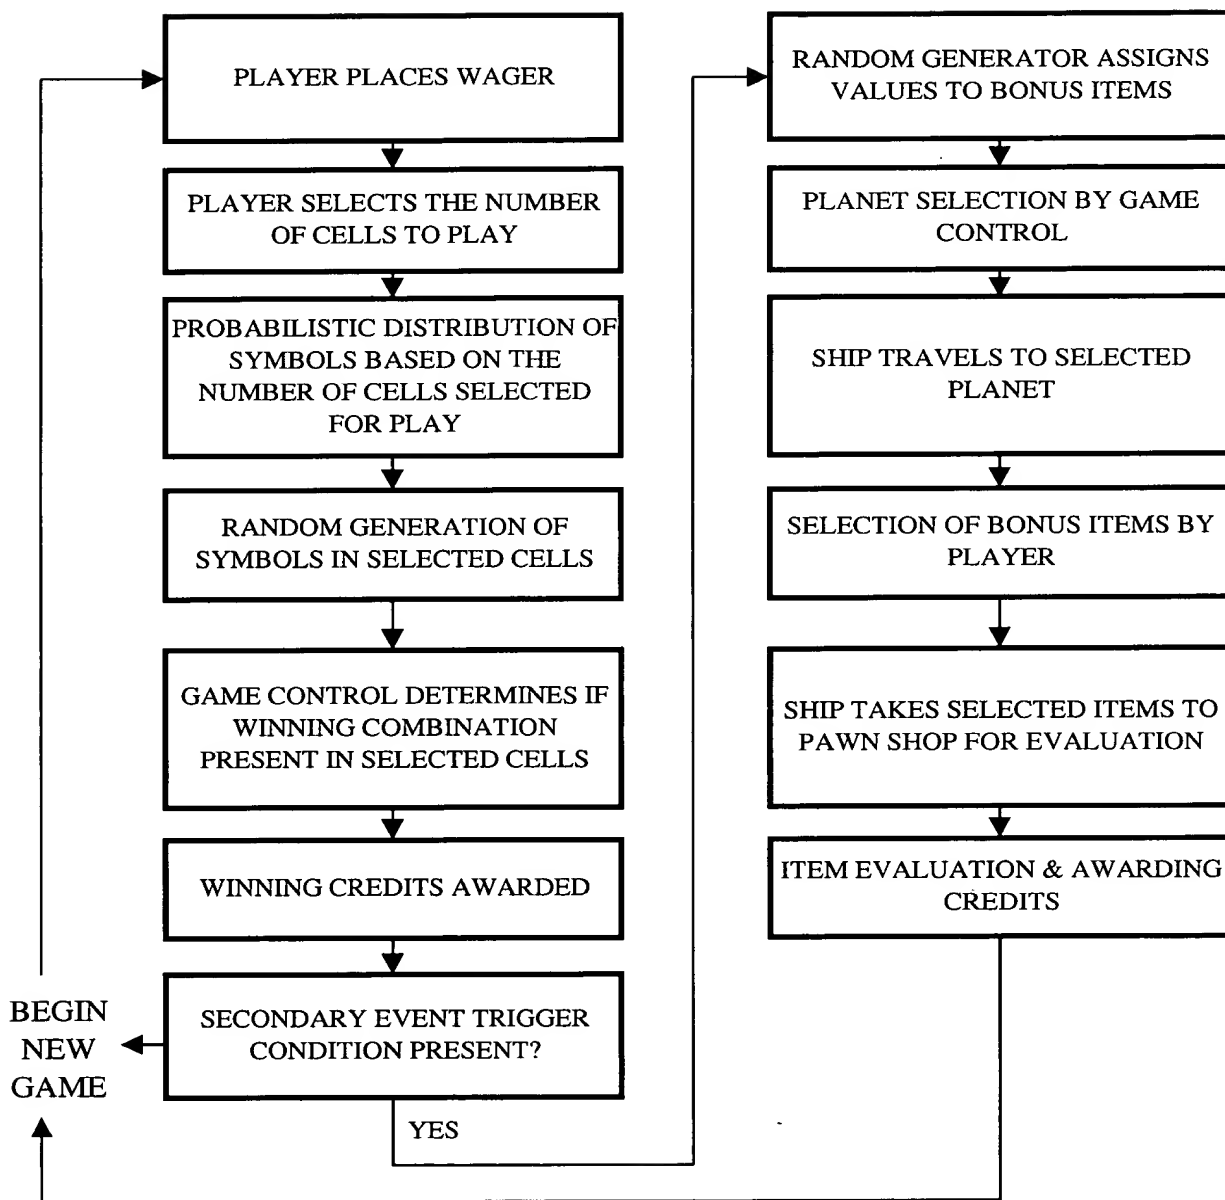 PLAYER PLACES WAGER
PLAYER SELECTS THE NUMBER
OF CELLS TO PLAY
PROBABILISTIC DISTRIBUTION OF
SYMBOLS BASED ON THE
NUMBER OF CELLS SELECTED
FOR PLAY
RANDOM GENERATION OF
SYMBOLS IN SELECTED CELLS
GAME CONTROL DETERMINES IF
WINNING COMBINATION
PRESENT IN SELECTED CELLS
WINNING CREDITS AWARDED
SECONDARY EVENT TRIGGER
CONDITION PRESENT?
BEGIN
NEW
GAME
YES
RANDOM GENERATOR ASSIGNS
VALUES TO BONUS ITEMS
PLANET SELECTION BY GAME
CONTROL
SHIP TRAVELS TO SELECTED
PLANET
SELECTION OF BONUS ITEMS BY
PLAYER
SHIP TAKES SELECTED ITEMS TO
PAWN SHOP FOR EVALUATION
ITEM EVALUATION & AWARDING
CREDITS